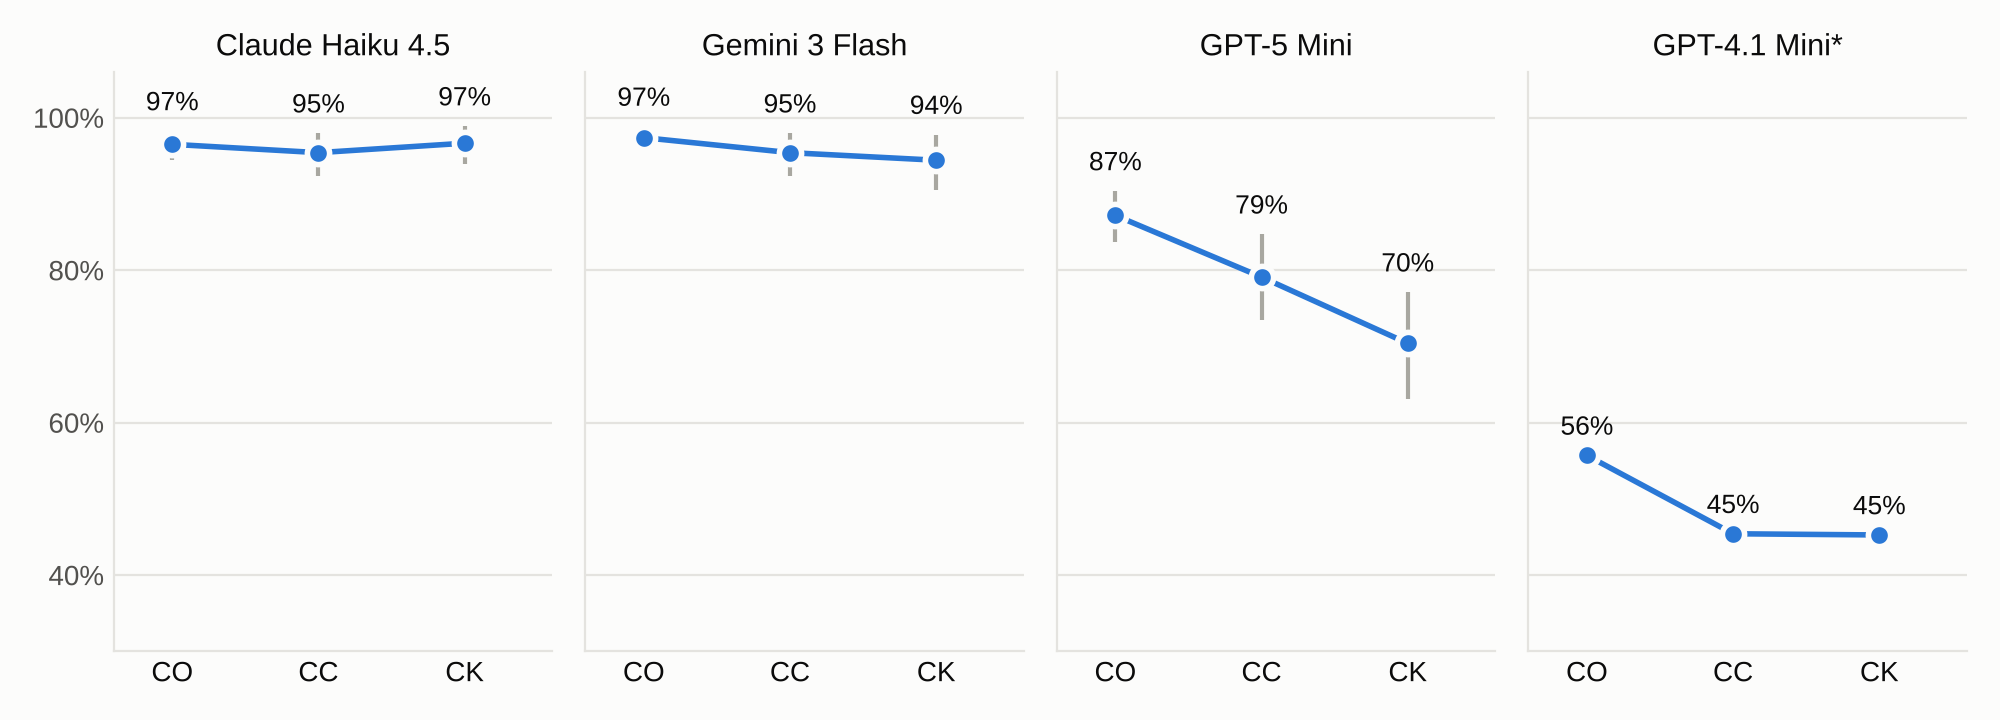 Claude Haiku 4.5
Gemini 3 Flash
GPT-5 Mini
GPT-4.1 Mini*
100%
80%
60%
40%
97%
95%
97%
97%
95%
94%
87%
79%
70%
56%
45%
45%
CO
CC
CK
CO
CC
CK
CO
CC
CK
CO
CC
CK